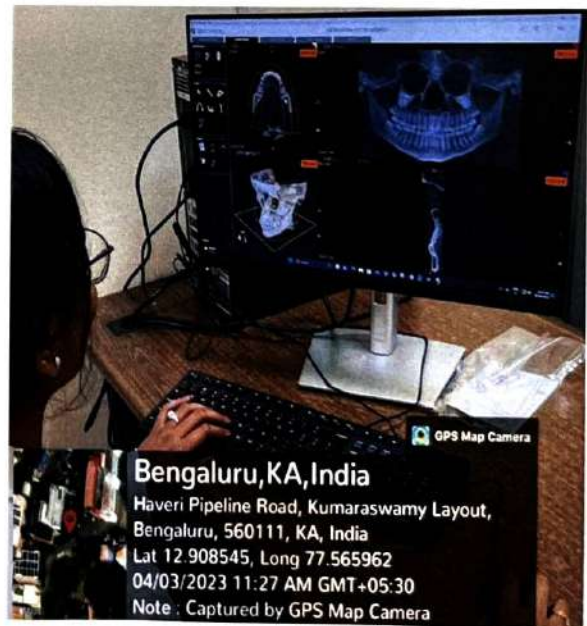 GPS Map Camera
Bengaluru,KA,India
Haveri Pipeline Road, Kumaraswamy Layout,
Bengaluru, 560111, KA, India
Lat 12.908545, Long 77.565962
04/03/2023 11:27 AM GMT+05:30
Note : Captured by GPS Map Camera